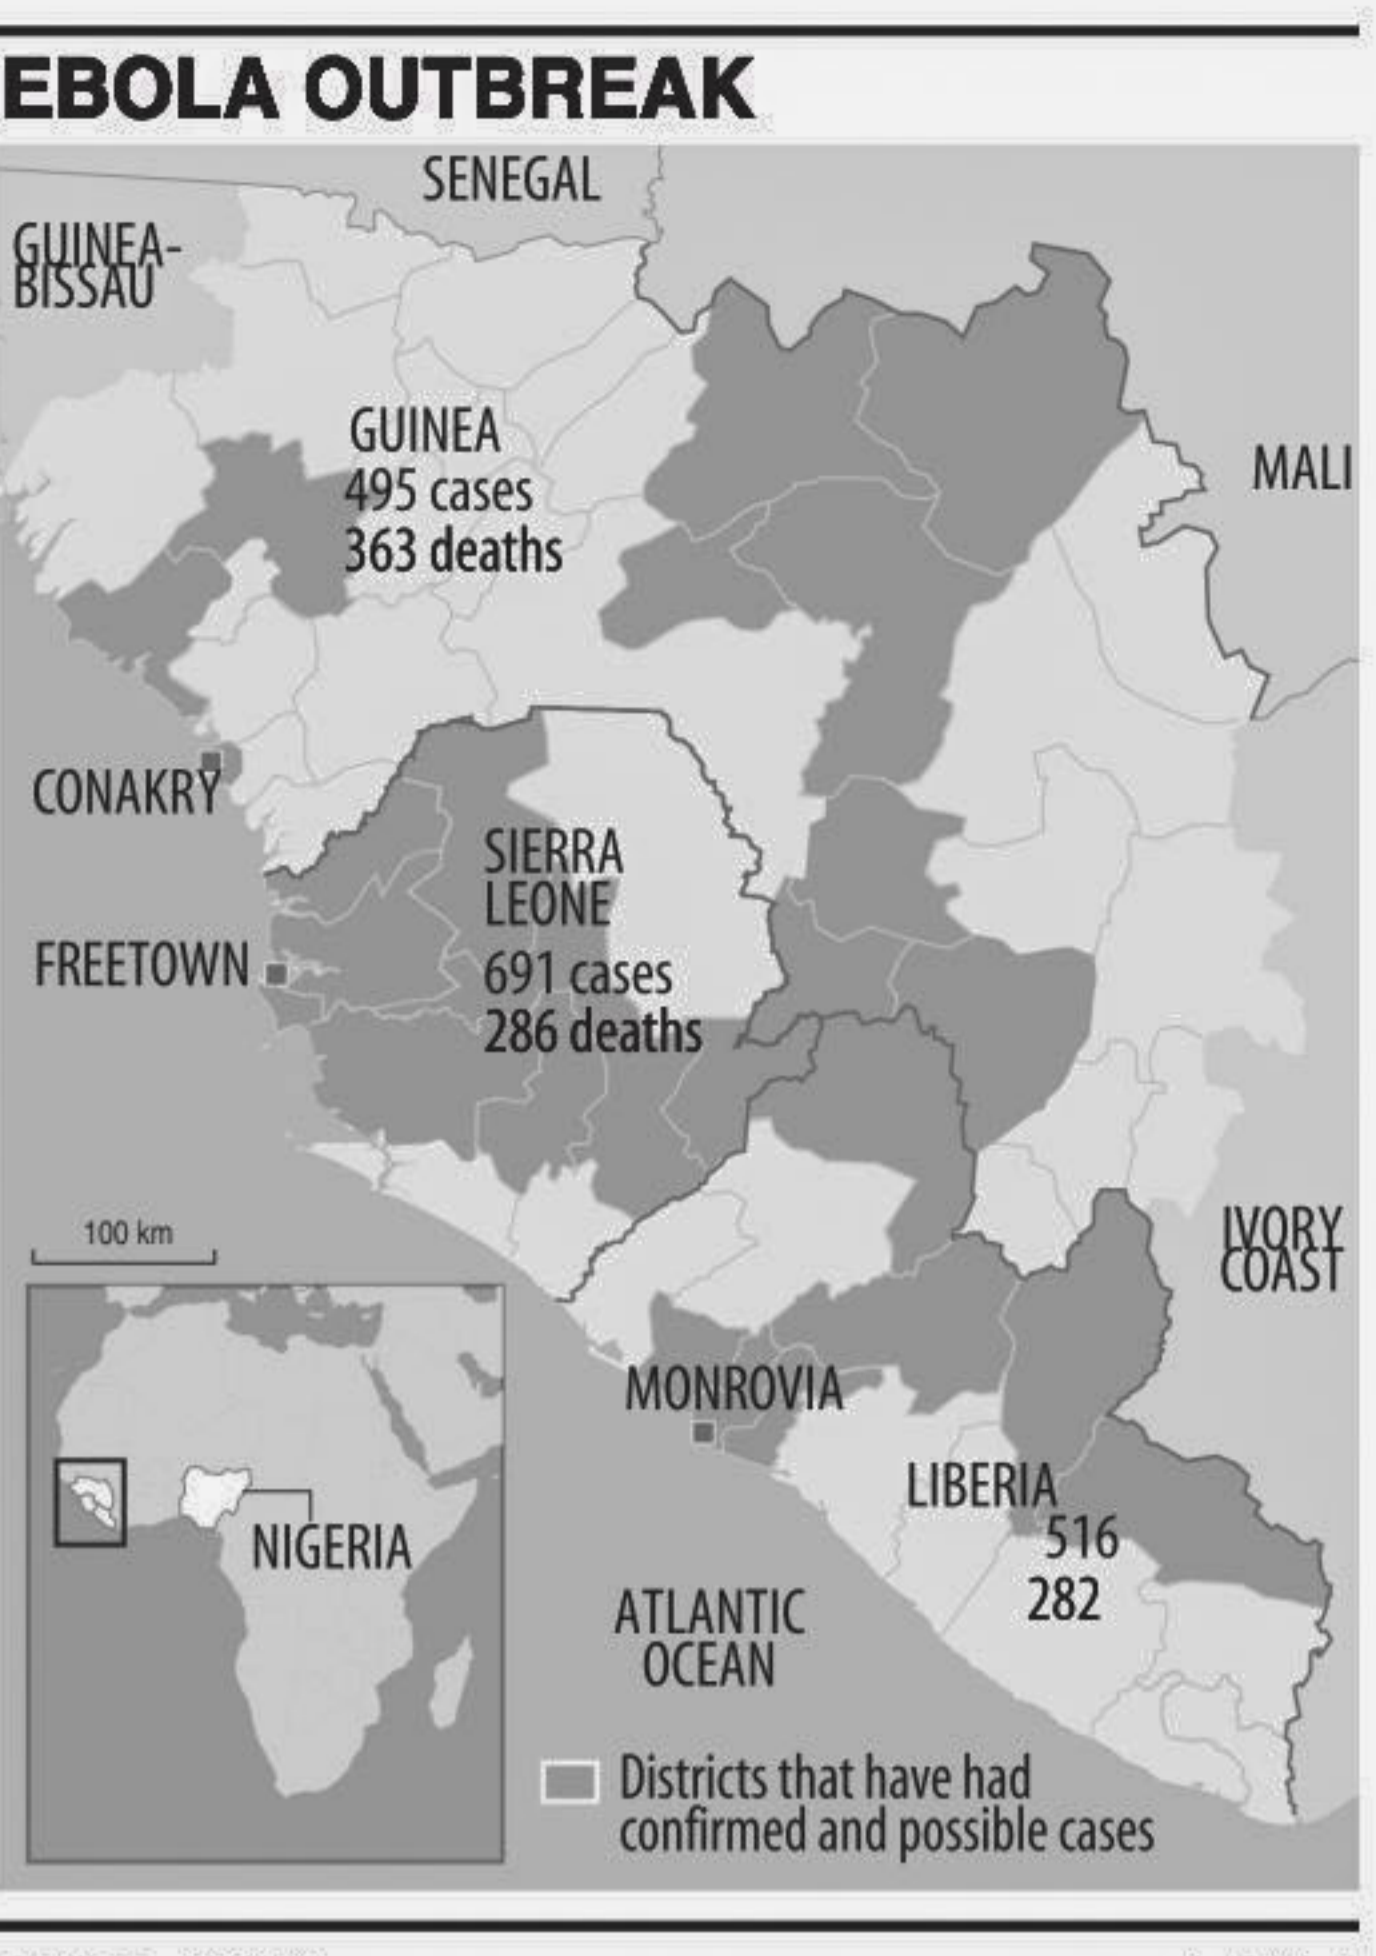 EBOLA OUTBREAK
SENEGAL
GUINEA-
BISSAU
GUINEA
495 cases
363 deaths
MALI
CONAKRY
SIERRA
LEONE
691 cases
286 deaths
FREETOWN
100 km
IVORY
COAST
MONROVIA
LIBERIA
516
282
NIGERIA
ATLANTIC
OCEAN
Districts that have had
confirmed and possible cases